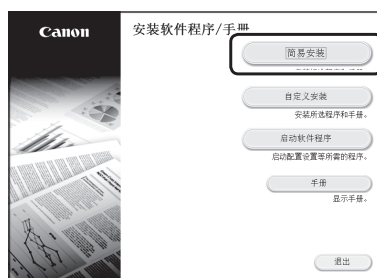 Canon
安装软件程序/手册
简易安装
自定义安装
安装所选程序和手册。
启动软件程序
启动配置设置等所需的程序。
手册
显示手册。
退出